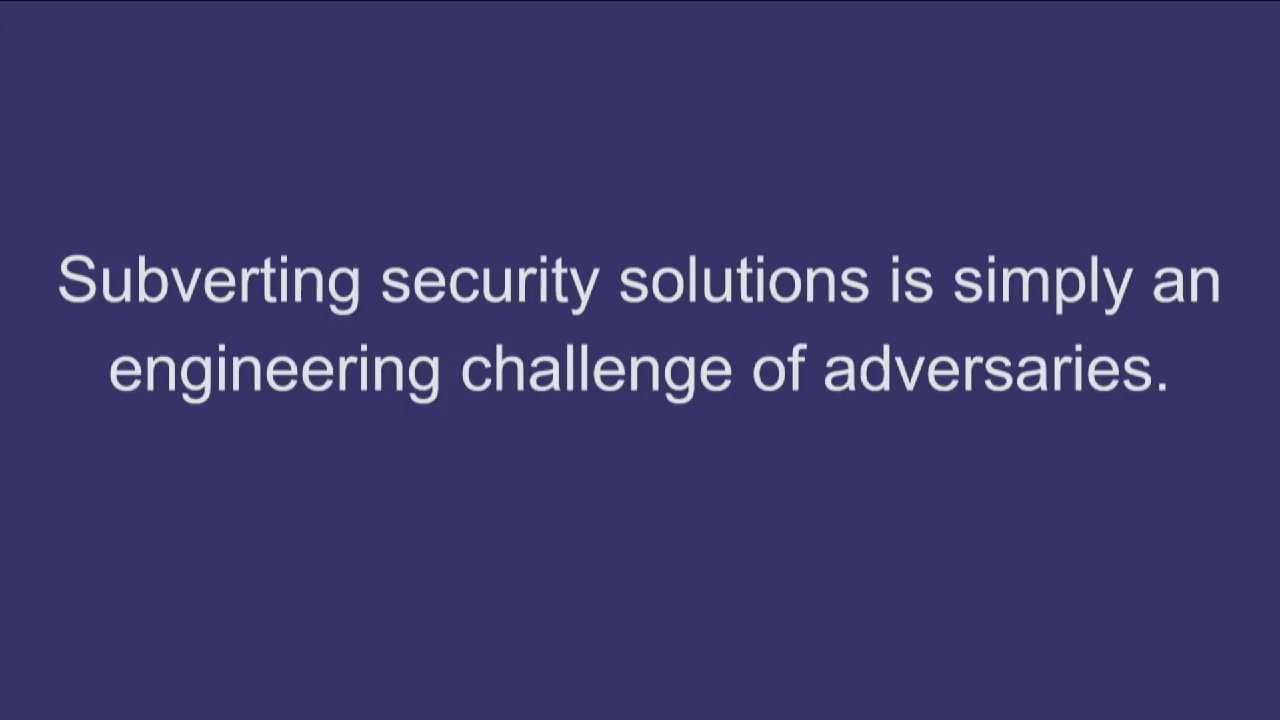 Subverting security solutions is simply an
engineering challenge of adversaries.